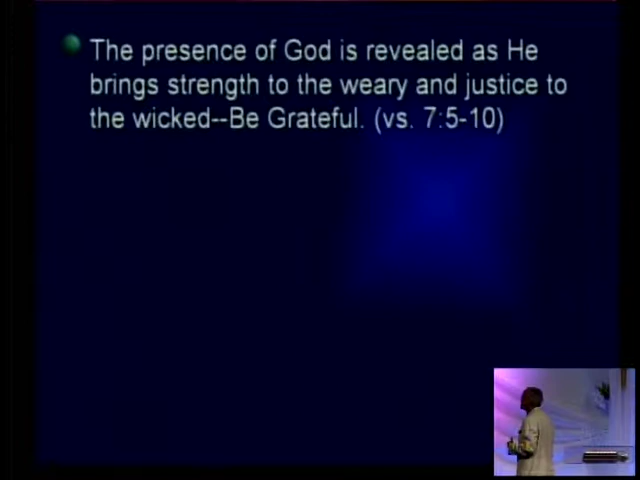 The presence of God is revealed as He
brings strength to the weary and justice to
the wicked--Be Grateful. (vs. 7:5-10)